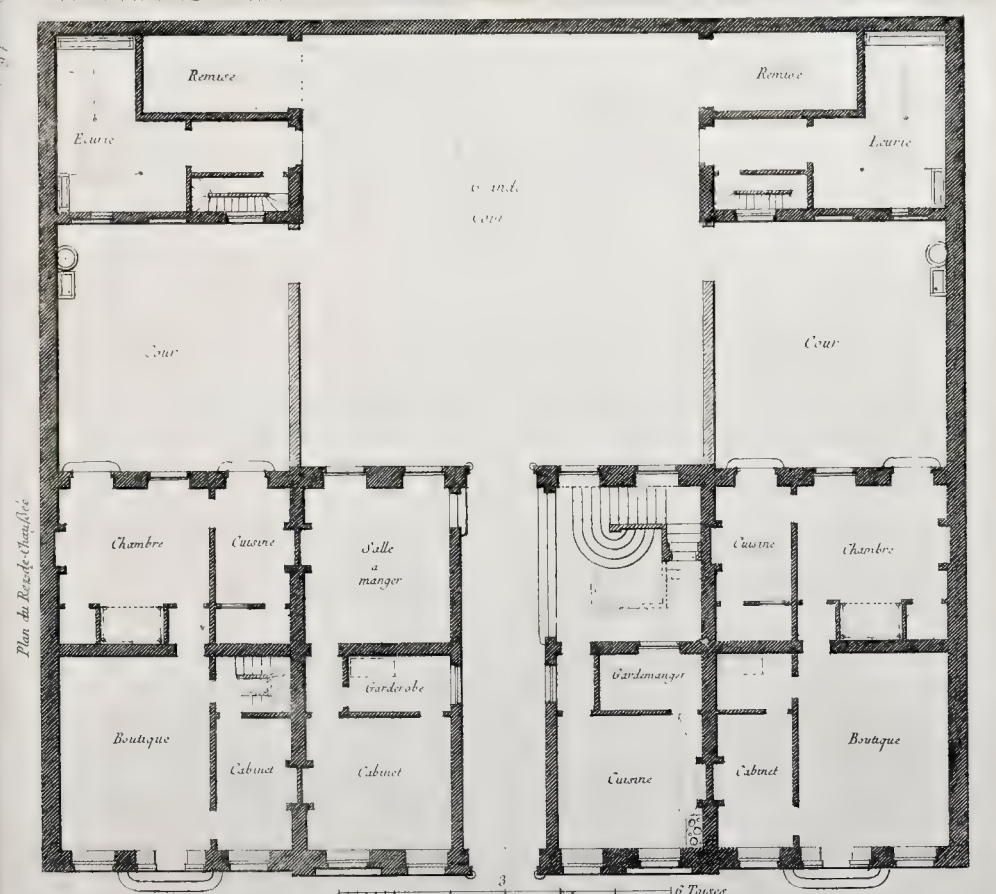 Remise
Remise
Ecurie
Ecurie
Cour
Cour
Cour
Plan du Rez-de-Chaussée
Chambre
Cuisine
Salle
a
manger
Cuisine
Chambre
Garderobe
Gardemanger
Boutique
Cabinet
Cabinet
Cuisine
Cabinet
Boutique
3
6 Toises